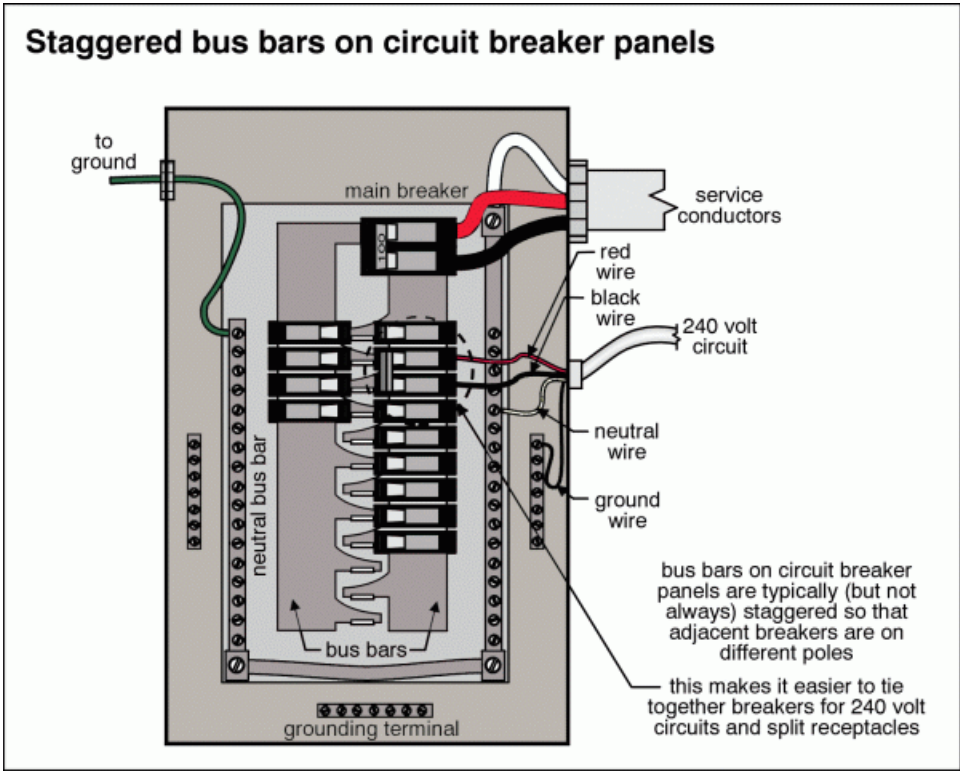 Staggered bus bars on circuit breaker panels
to
ground
main breaker
100
service
conductors
red
wire
black
wire
240 volt
circuit
neutral
wire
ground
wire
neutral bus bar
bus bars
grounding terminal
bus bars on circuit breaker
panels are typically (but not
always) staggered so that
adjacent breakers are on
different poles
this makes it easier to tie
together breakers for 240 volt
circuits and split receptacles